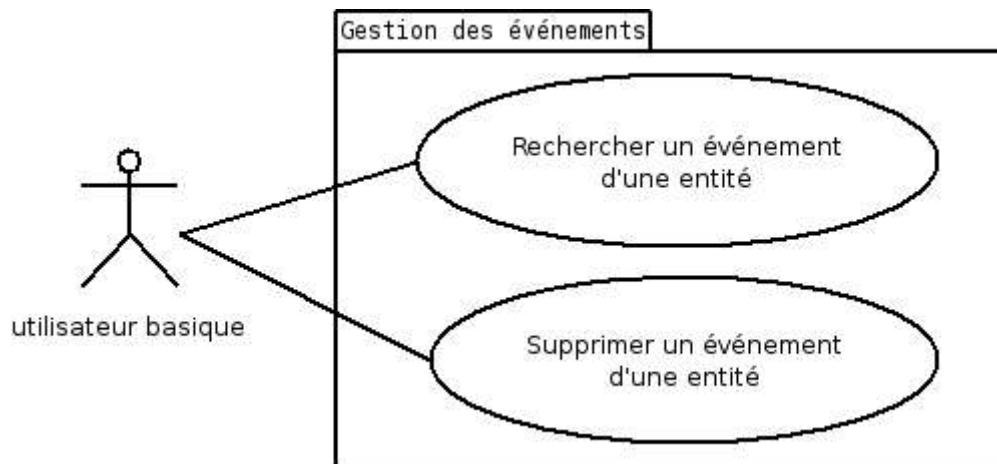 Gestion des événements
Rechercher un événement
d'une entité
utilisateur basique
Supprimer un événement
d'une entité